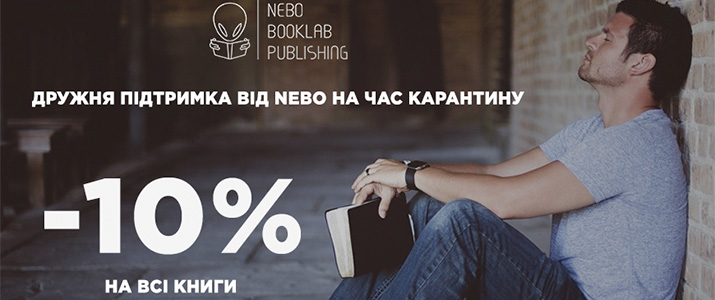 NEBO
BOOKLAB
PUBLISHING
ДРУЖНЯ ПІДТРИМКА ВІД NEBO НА ЧАС КАРАНТИНУ
-10%
НА ВСІ КНИГИ